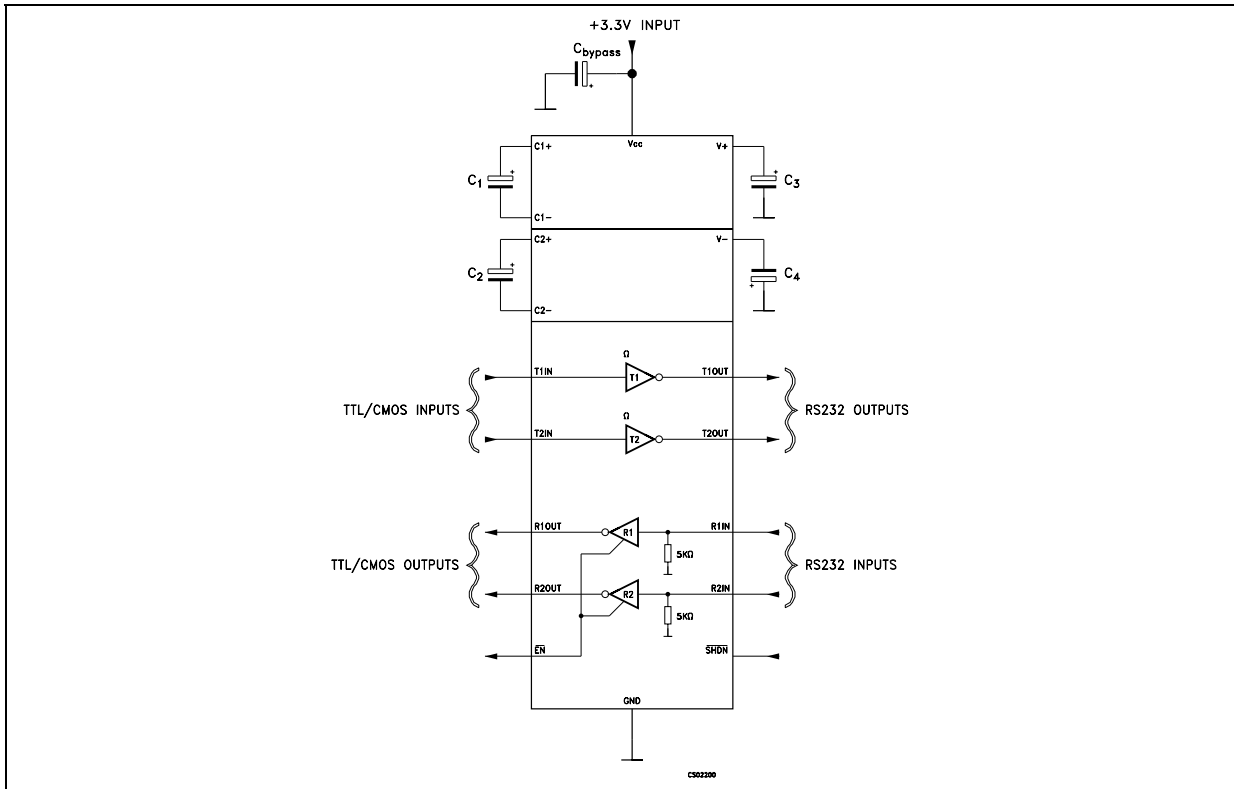 +3.3V INPUT
Cbypass
+
C1+
Vcc
V+
C1
+
+
C3
C1-
C2+
V-
C2
+
C4
+
C2-
Ω
T1IN
T1
T1OUT
TTL/CMOS INPUTS
RS232 OUTPUTS
Ω
T2IN
T2
T2OUT
R1OUT
R1
R1IN
5KΩ
TTL/CMOS OUTPUTS
RS232 INPUTS
R2OUT
R2
R2IN
5KΩ
E̅N̅
S̅H̅D̅N̅
GND
CS02200